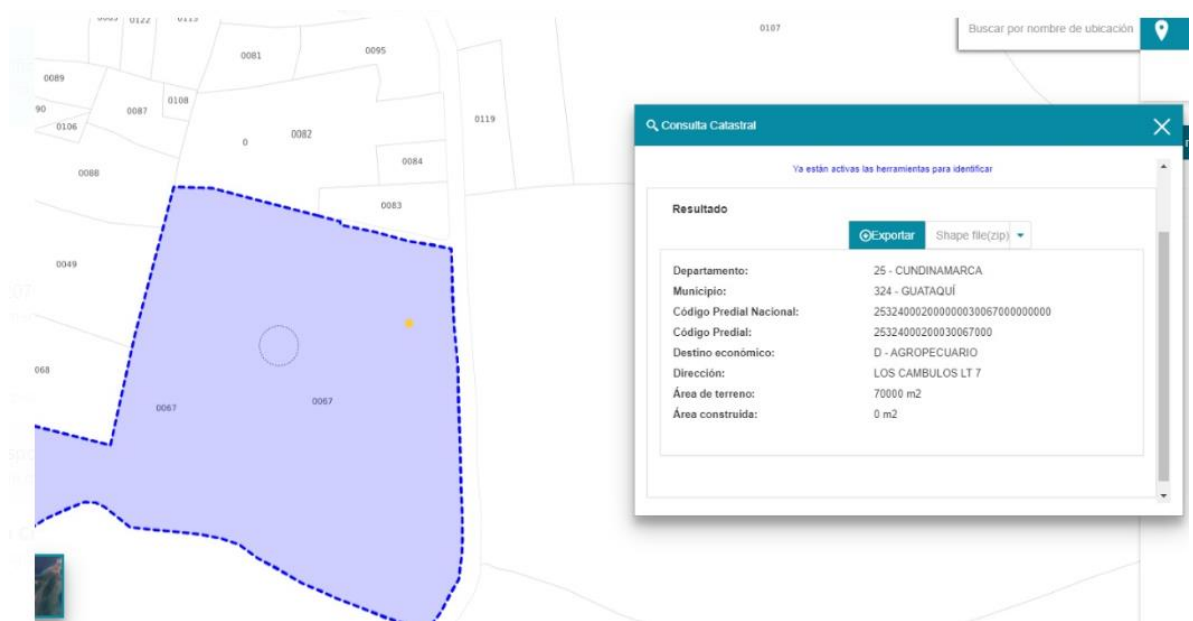 0122
0107
Buscar por nombre de ubicación
0081
0095
0089
0108
0087
90
0106
0119
0
0082
0084
0088
0083
0049
068
0067
0067
Consulta Catastral
Ya están activas las herramientas para identificar
Resultado
Exportar Shape file(zip)
Departamento: 25 - CUNDINAMARCA
Municipio: 324 - GUATAQUÍ
Código Predial Nacional: 253240002000000030067000000000
Código Predial: 25324000200030067000
Destino económico: D - AGROPECUARIO
Dirección: LOS CAMBULOS LT 7
Área de terreno: 70000 m2
Área construida: 0 m2